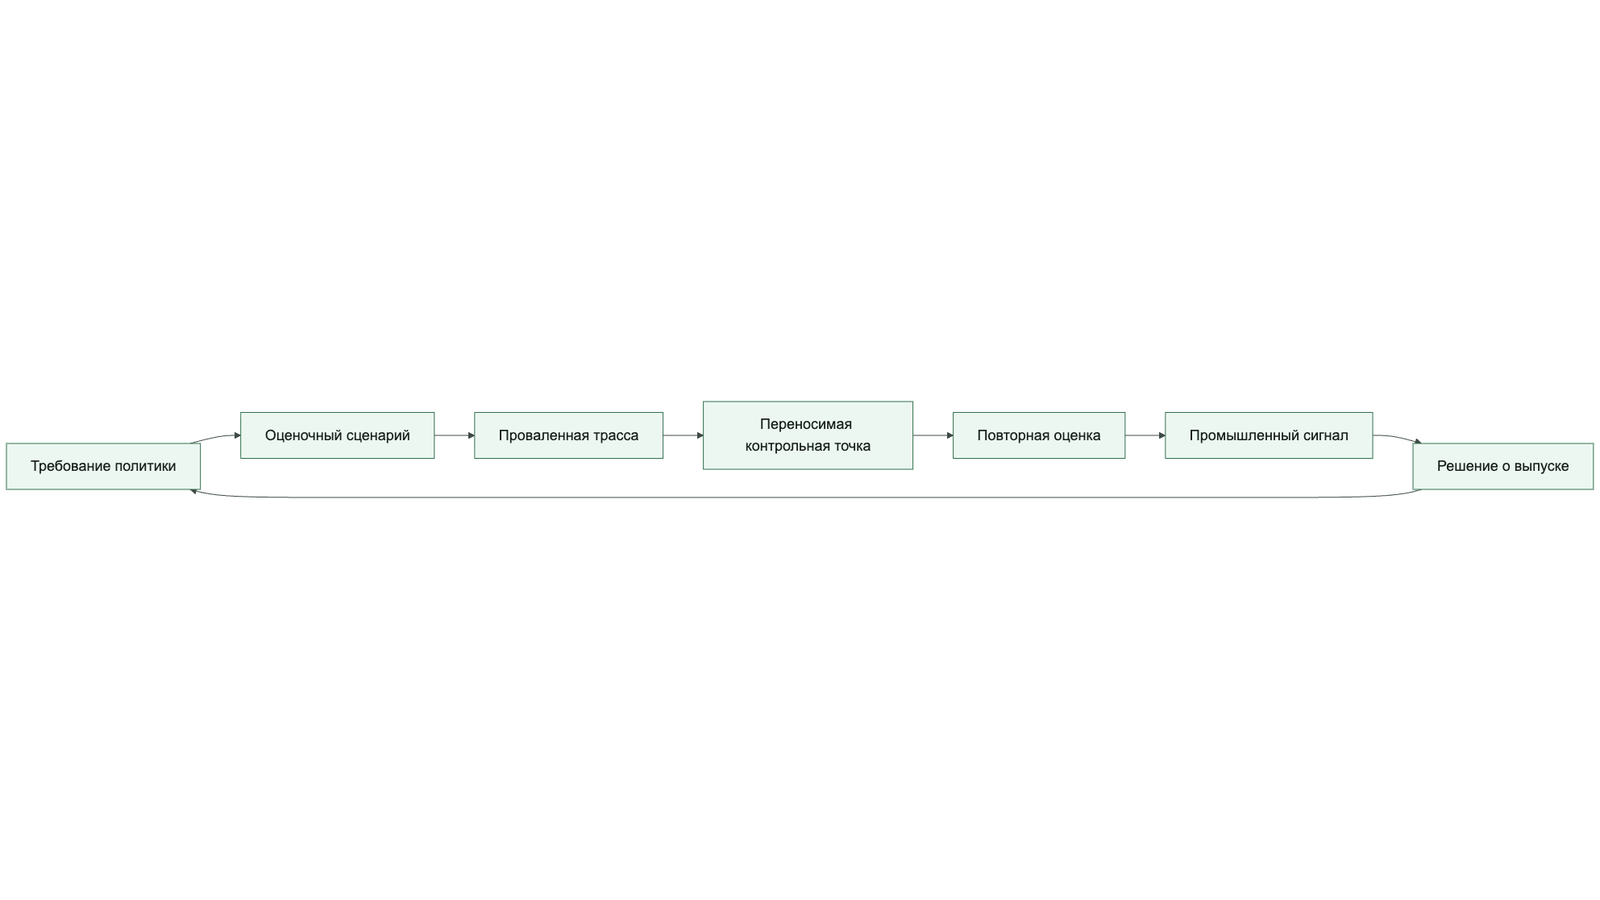 Требование политики
Оценочный сценарий
Проваленная трасса
Переносимая
контрольная точка
Повторная оценка
Промышленный сигнал
Решение о выпуске